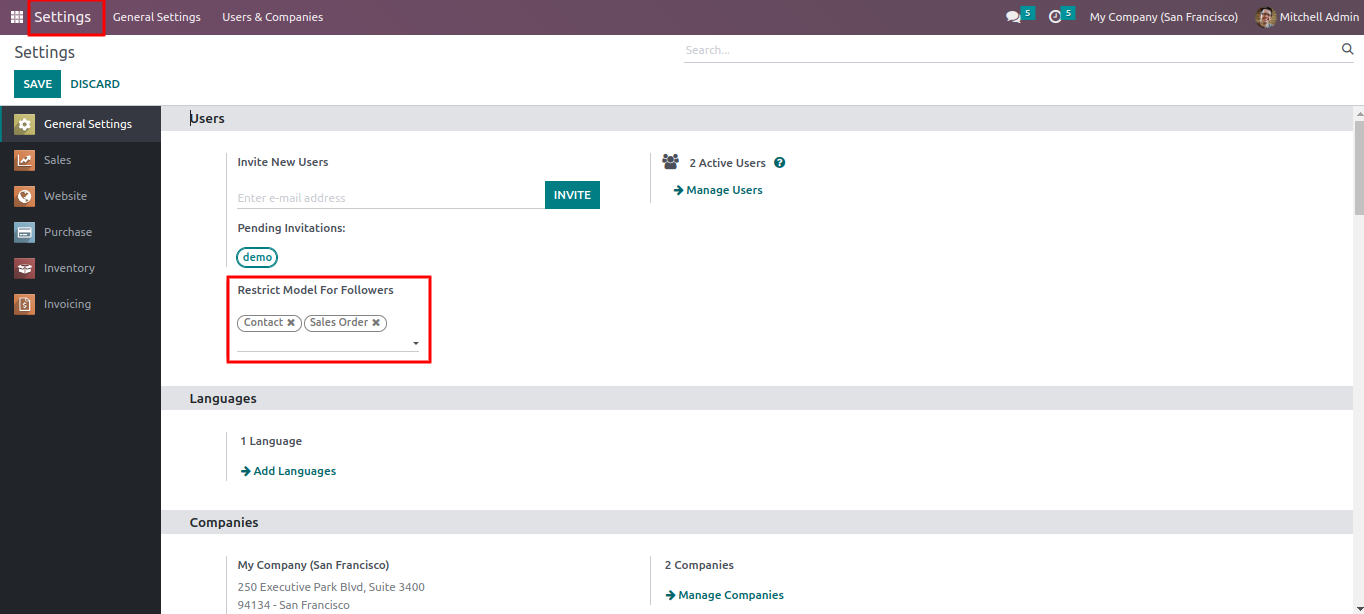 Settings General Settings Users & Companies 5 5 My Company (San Francisco) Mitchell Admin
Settings Search...
SAVE DISCARD
General Settings
Sales
Website
Purchase
Inventory
Invoicing
Users
Invite New Users
Enter e-mail address INVITE
Pending Invitations:
demo
Restrict Model For Followers
Contact ✖ Sales Order ✖
2 Active Users ?
Manage Users
Languages
1 Language
Add Languages
Companies
My Company (San Francisco)
250 Executive Park Blvd, Suite 3400
94134 - San Francisco
2 Companies
Manage Companies